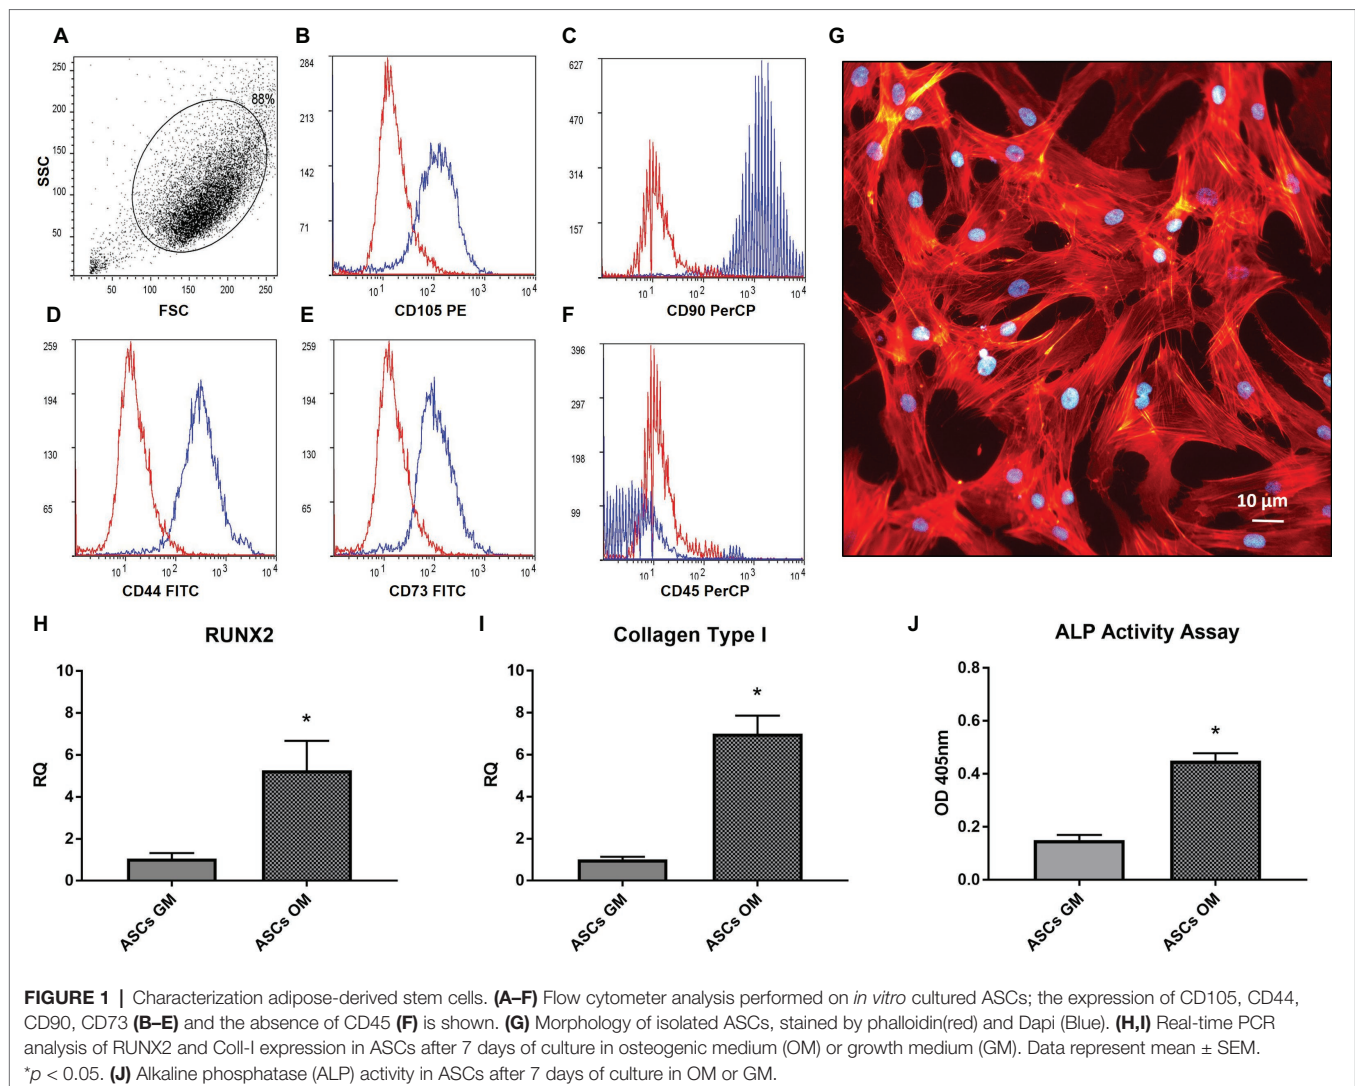 A
250
200
150
100
50
88%
SSC
50 100 150 200 250
FSC
B
284
213
142
71
10^1 10^2 10^3 10^4
CD105 PE
C
627
470
314
157
10^1 10^2 10^3 10^4
CD90 PerCP
D
259
194
130
65
10^1 10^2 10^3 10^4
CD44 FITC
E
259
194
130
65
10^1 10^2 10^3 10^4
CD73 FITC
F
396
297
198
99
10^1 10^2 10^3 10^4
CD45 PerCP
G
10 µm
H
RUNX2
10
8
6
4
2
0
RQ
*
ASCs GM
ASCs OM
I
Collagen Type I
10
8
6
4
2
0
RQ
*
ASCs GM
ASCs OM
J
ALP Activity Assay
0.8
0.6
0.4
0.2
0.0
OD 405nm
*
ASCs GM
ASCs OM
FIGURE 1 | Characterization adipose-derived stem cells. (A–F) Flow cytometer analysis performed on in vitro cultured ASCs; the expression of CD105, CD44,
CD90, CD73 (B–E) and the absence of CD45 (F) is shown. (G) Morphology of isolated ASCs, stained by phalloidin(red) and Dapi (Blue). (H,I) Real-time PCR
analysis of RUNX2 and Coll-I expression in ASCs after 7 days of culture in osteogenic medium (OM) or growth medium (GM). Data represent mean ± SEM.
*p < 0.05. (J) Alkaline phosphatase (ALP) activity in ASCs after 7 days of culture in OM or GM.